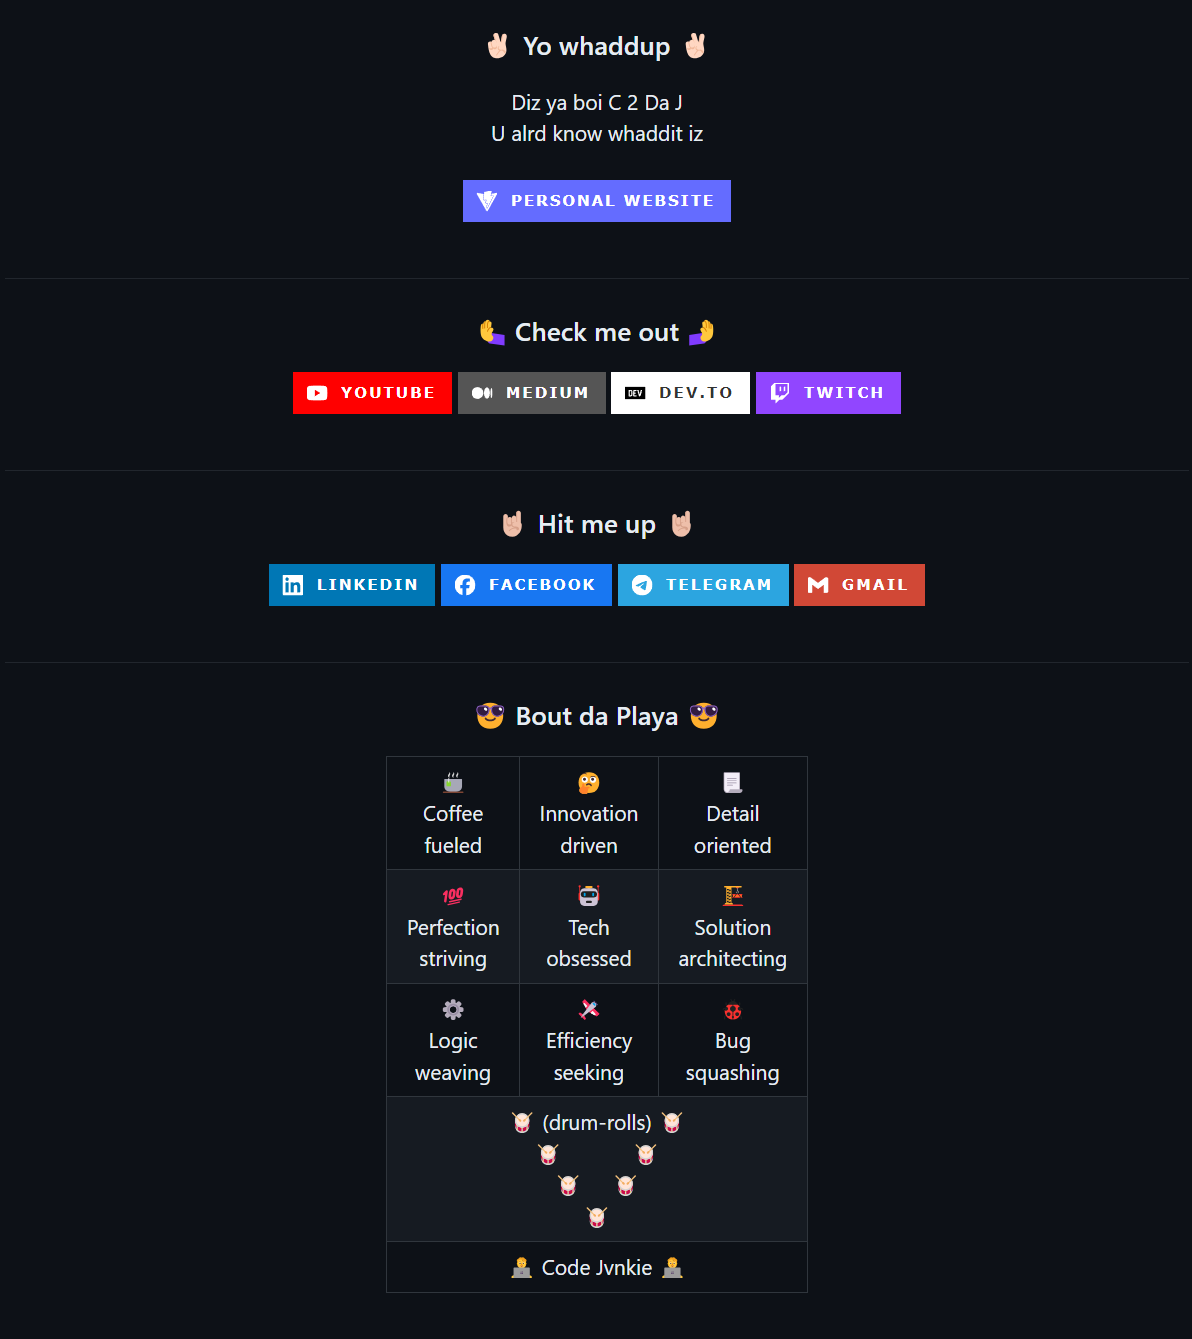 ✌🏻 Yo whaddup ✌🏻
Diz ya boi C 2 Da J
U alrd know whaddit iz
PERSONAL WEBSITE
Check me out
YOUTUBE MEDIUM DEV DEV.TO TWITCH
🤘🏼 Hit me up 🤘🏼
in LINKEDIN FACEBOOK TELEGRAM GMAIL
😎 Bout da Playa 😎
Coffee
fueled
Innovation
driven
Detail
oriented
💯
Perfection
striving
Tech
obsessed
Solution
architecting
Logic
weaving
Efficiency
seeking
Bug
squashing
(drum-rolls)
Code Jvnkie